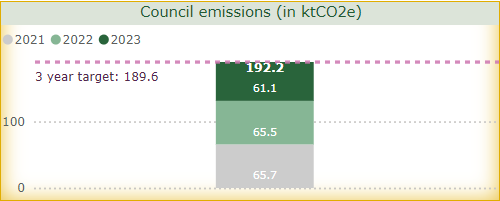 Council emissions (in ktCO2e)
2021 2022 2023
192.2
3 year target: 189.6
61.1
100
65.5
65.7
0